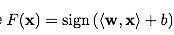 F(x) = sign (⟨w, x⟩ + b)